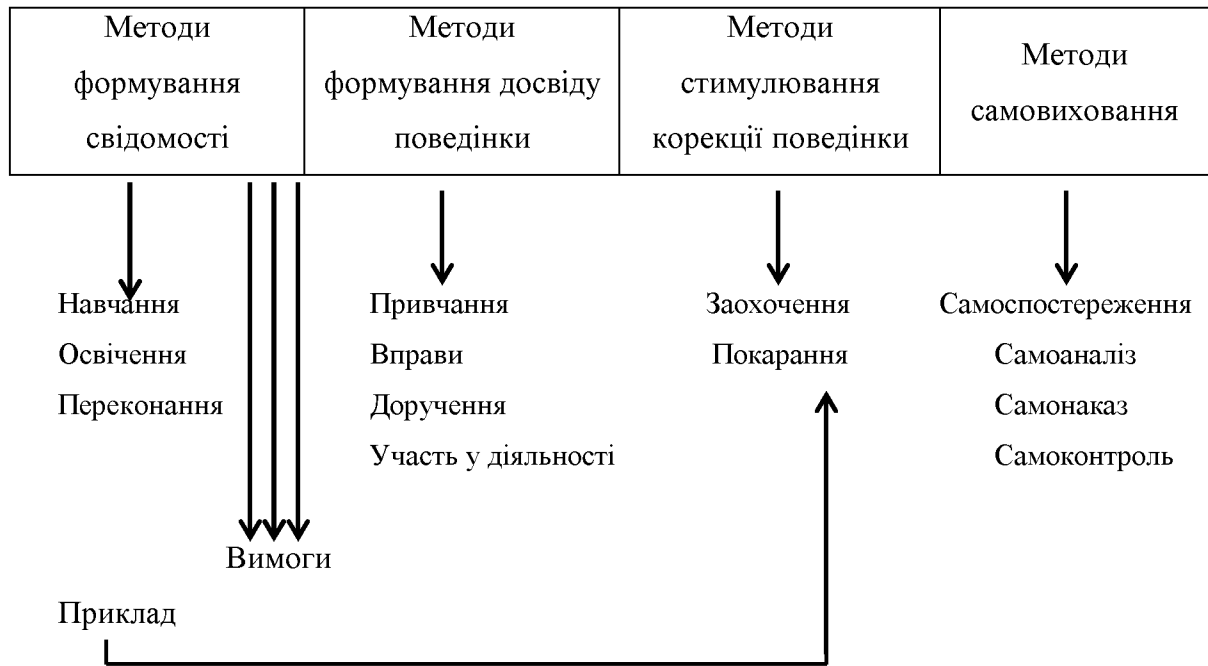 Методи
формування
свідомості
Методи
формування досвіду
поведінки
Методи
стимулювання
корекції поведінки
Методи
самовиховання
Навчання
Освічення
Переконання
Привчання
Вправи
Доручення
Участь у діяльності
Заохочення
Покарання
Самоспостереження
Самоаналіз
Самонаказ
Самоконтроль
Вимоги
Приклад